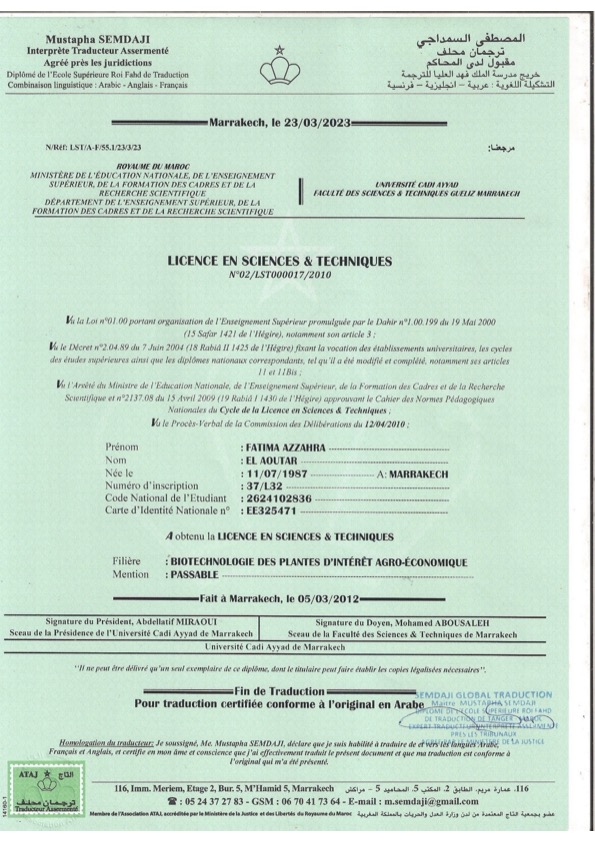 Mustapha SEMDAJI
Interprète Traducteur Assermenté
Agréé près les juridictions
Diplômé de l'Ecole Supérieure Roi Fahd de Traduction
Combinaison linguistique : Arabic - Anglais - Français
المصطفى السمداجي
ترجمان محلف
مقبول لدى المحاكم
خريج مدرسة الملك فهد العليا للترجمة
التشكيلة اللغوية : عربية - انجليزية - فرنسية
Marrakech, le 23/03/2023
N/Réf: LST/A-F/55.1/23/3/23
مرجعنا:
ROYAUME DU MAROC
MINISTÈRE DE L'ÉDUCATION NATIONALE, DE L'ENSEIGNEMENT
SUPÉRIEUR, DE LA FORMATION DES CADRES ET DE LA
RECHERCHE SCIENTIFIQUE
DÉPARTEMENT DE L'ENSEIGNEMENT SUPÉRIEUR, DE LA
FORMATION DES CADRES ET DE LA RECHERCHE SCIENTIFIQUE
UNIVERSITÉ CADI AYYAD
FACULTÉ DES SCIENCES & TECHNIQUES GUELIZ MARRAKECH
LICENCE EN SCIENCES & TECHNIQUES
N°02/LST000017/2010
Vu la Loi n°01.00 portant organisation de l'Enseignement Supérieur promulguée par le Dahir n°1.00.199 du 19 Mai 2000
(15 Safar 1421 de l'Hégire), notamment son article 3 ;
Vu le Décret n°2.04.89 du 7 Juin 2004 (18 Rabiâ II 1425 de l'Hégire) fixant la vocation des établissements universitaires, les cycles
des études supérieures ainsi que les diplômes nationaux correspondants, tel qu'il a été modifié et complété, notamment ses articles
11 et 11Bis ;
Vu l'Arrêté du Ministre de l'Education Nationale, de l'Enseignement Supérieur, de la Formation des Cadres et de la Recherche
Scientifique et n°2137.08 du 15 Avril 2009 (19 Rabiâ I 1430 de l'Hégire) approuvant le Cahier des Normes Pédagogiques
Nationales du Cycle de la Licence en Sciences & Techniques ;
Vu le Procès-Verbal de la Commission des Délibérations du 12/04/2010 ;
Prénom : FATIMA AZZAHRA
Nom : EL AOUTAR
Née le : 11/07/1987 A: MARRAKECH
Numéro d'inscription : 37/L32
Code National de l'Etudiant : 2624102836
Carte d'Identité Nationale n° : EE325471
A obtenu la LICENCE EN SCIENCES & TECHNIQUES
Filière : BIOTECHNOLOGIE DES PLANTES D'INTÉRÊT AGRO-ÉCONOMIQUE
Mention : PASSABLE
Fait à Marrakech, le 05/03/2012
Signature du Président, Abdellatif MIRAOUI
Sceau de la Présidence de l'Université Cadi Ayyad de Marrakech
Signature du Doyen, Mohamed ABOUSALEH
Sceau de la Faculté des Sciences & Techniques de Marrakech
Université Cadi Ayyad de Marrakech
"Il ne peut être délivré qu'un seul exemplaire de ce diplôme, dont le titulaire peut faire établir les copies légalisées nécessaires".
Fin de Traduction
Pour traduction certifiée conforme à l'original en Arabe
SEMDAJI GLOBAL TRADUCTION
Maitre MUSTAPHA SEMDAJI
DIPLOME DE L'ECOLE SUPERIEURE ROI FAHD
DE TRADUCTION DE TANGER - MAROC
EXPERT TRADUCTEUR INTERPRETE ASSERMENTE
PRES LES TRIBUNAUX
MINISTERE DE LA JUSTICE
Homologation du traducteur: Je soussigné, Me. Mustapha SEMDAJI, déclare que je suis habilité à traduire de et vers les langues Arabe,
Français et Anglais, et certifie en mon âme et conscience que j'ai effectivement traduit le présent document et que ma traduction est conforme à
l'original qui m'a été présenté.
ATAJ التاج
ترجمان محلف
Traducteur Assermenté
14160-1
116, Imm. Meriem, Etage 2, Bur. 5, M'Hamid 5, Marrakech
116، عمارة مريم، الطابق 2، المكتب 5، المحاميد 5 - مراكش
☎ : 05 24 37 27 83 - GSM : 06 70 41 73 64 - E-mail : m.semdaji@gmail.com
Membre de l'Association ATAJ, accréditée par le Ministère de la Justice et des Libertés du Royaume du Maroc
عضو بجمعية التاج المعتمدة من لدن وزارة العدل والحريات بالمملكة المغربية